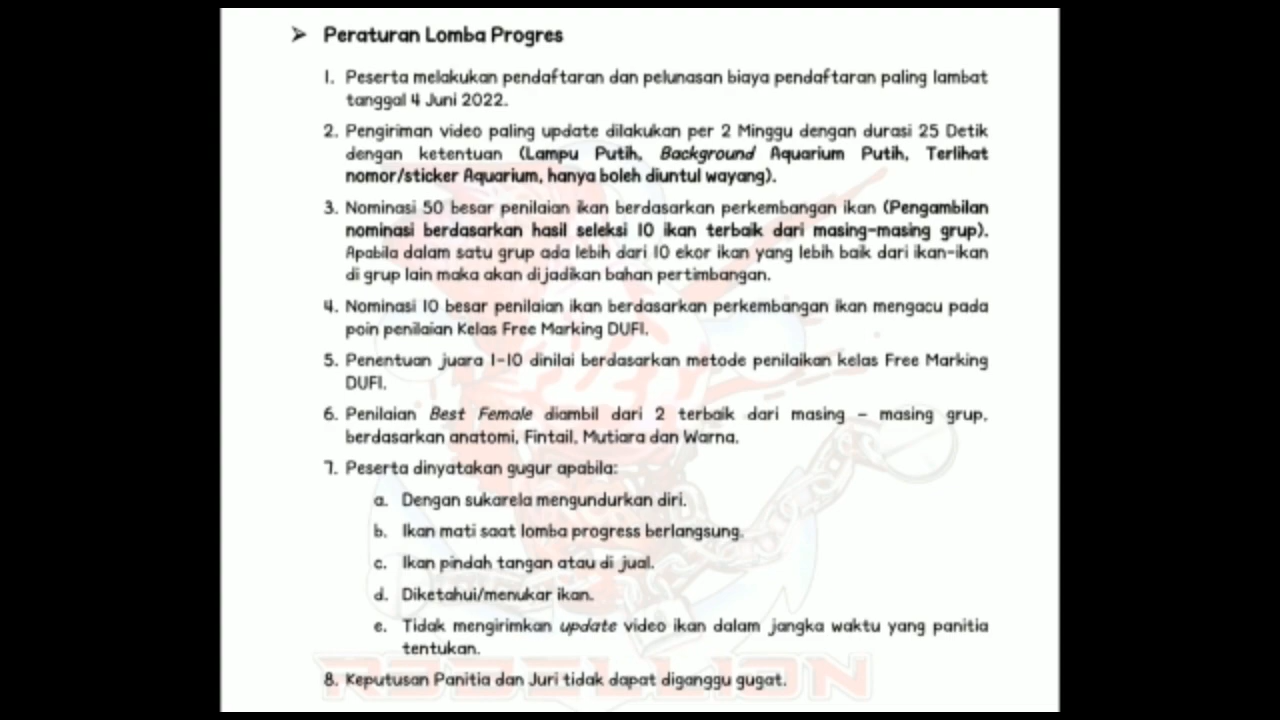 ➤ Peraturan Lomba Progres
1. Peserta melakukan pendaftaran dan pelunasan biaya pendaftaran paling lambat
tanggal 4 Juni 2022.
2. Pengiriman video paling update dilakukan per 2 Minggu dengan durasi 25 Detik
dengan ketentuan (Lampu Putih, Background Aquarium Putih, Terlihat
nomor/sticker Aquarium, hanya boleh diuntul wayang).
3. Nominasi 50 besar penilaian ikan berdasarkan perkembangan ikan (Pengambilan
nominasi berdasarkan hasil seleksi 10 ikan terbaik dari masing-masing grup).
Apabila dalam satu grup ada lebih dari 10 ekor ikan yang lebih baik dari ikan-ikan
di grup lain maka akan dijadikan bahan pertimbangan.
4. Nominasi 10 besar penilaian ikan berdasarkan perkembangan ikan mengacu pada
poin penilaian Kelas Free Marking DUFI.
5. Penentuan juara 1-10 dinilai berdasarkan metode penilaikan kelas Free Marking
DUFI.
6. Penilaian Best Female diambil dari 2 terbaik dari masing – masing grup,
berdasarkan anatomi, Fintail, Mutiara dan Warna.
7. Peserta dinyatakan gugur apabila:
a. Dengan sukarela mengundurkan diri.
b. Ikan mati saat lomba progress berlangsung.
c. Ikan pindah tangan atau di jual.
d. Diketahui/menukar ikan.
e. Tidak mengirimkan update video ikan dalam jangka waktu yang panitia
tentukan.
8. Keputusan Panitia dan Juri tidak dapat diganggu gugat.
REBELLION